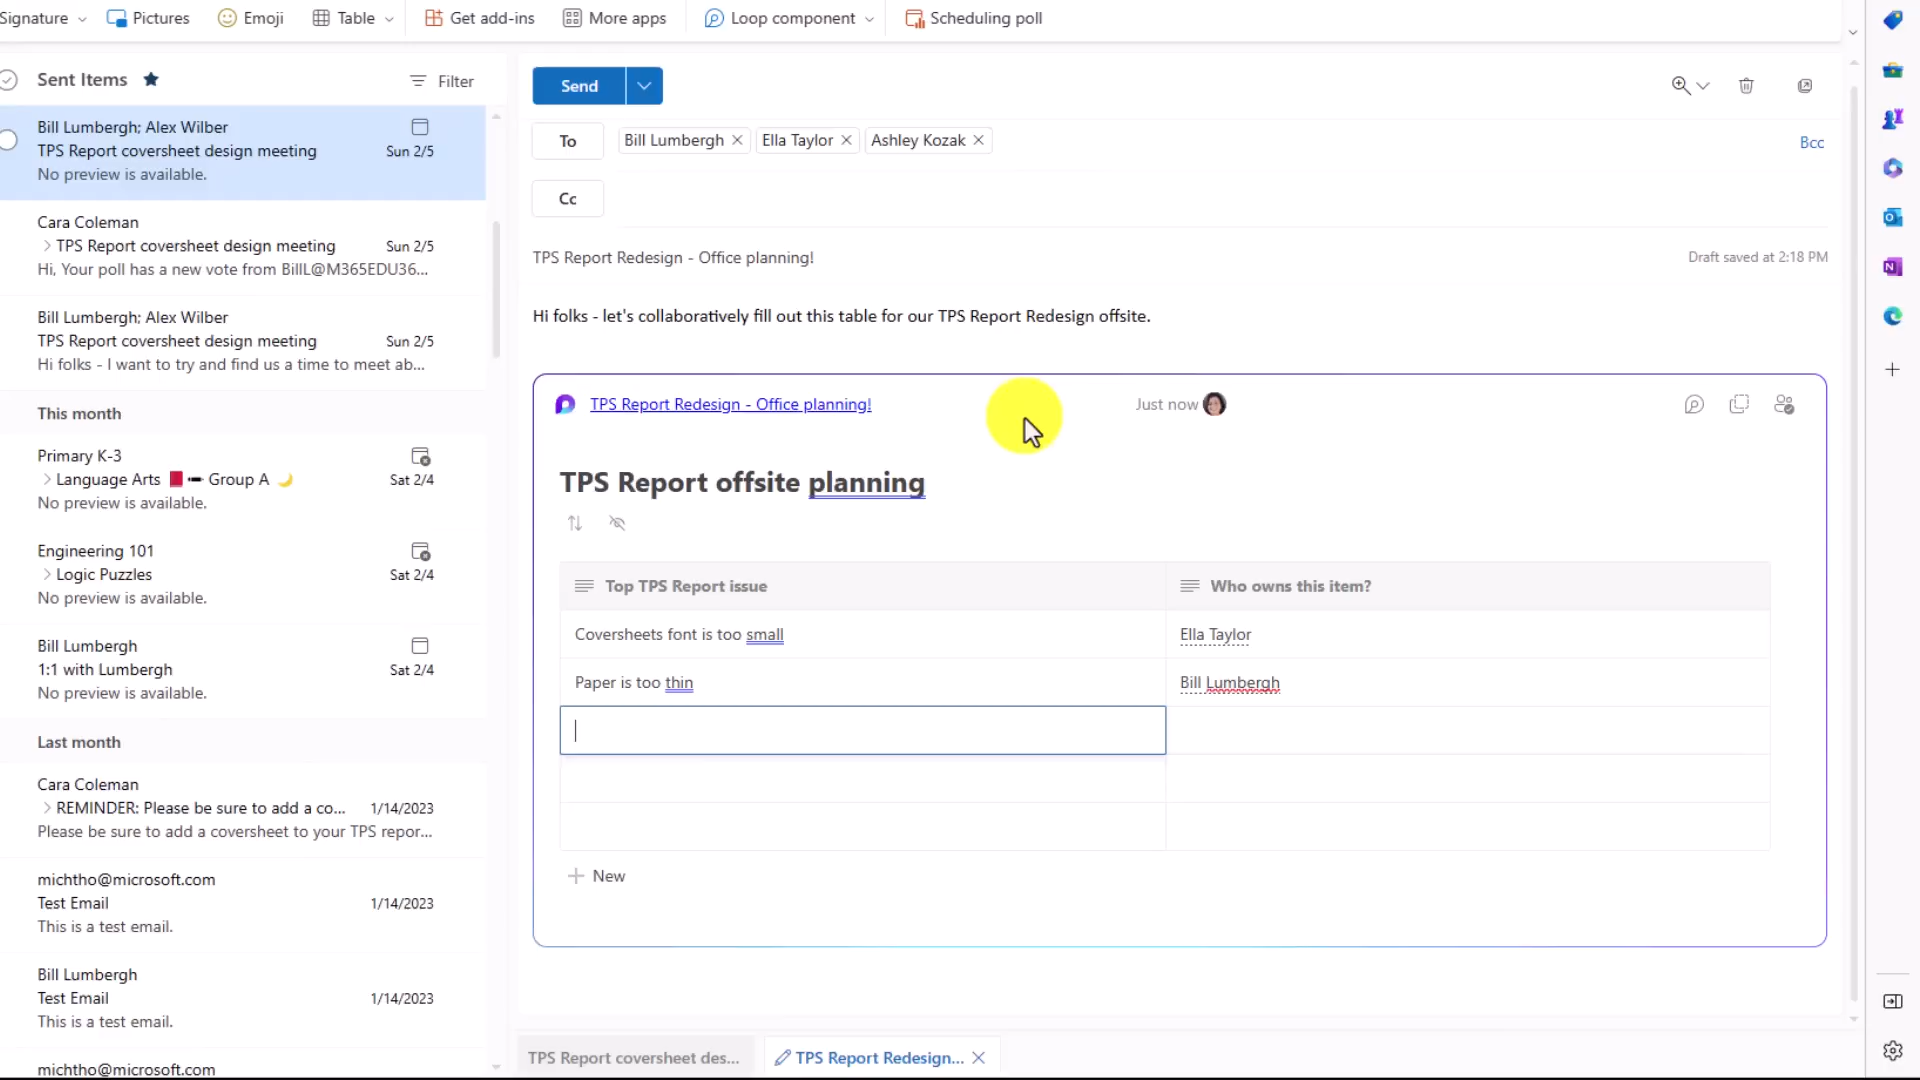 Signature
Pictures
Emoji
Table
Get add-ins
More apps
Loop component
Scheduling poll
Sent Items
Filter
Bill Lumbergh; Alex Wilber
TPS Report coversheet design meeting Sun 2/5
No preview is available.
Cara Coleman
TPS Report coversheet design meeting Sun 2/5
Hi, Your poll has a new vote from BillL@M365EDU36...
Bill Lumbergh; Alex Wilber
TPS Report coversheet design meeting Sun 2/5
Hi folks - I want to try and find us a time to meet ab...
This month
Primary K-3
Language Arts 📕 ➖ Group A 🌙 Sat 2/4
No preview is available.
Engineering 101
Logic Puzzles Sat 2/4
No preview is available.
Bill Lumbergh
1:1 with Lumbergh Sat 2/4
No preview is available.
Last month
Cara Coleman
REMINDER: Please be sure to add a co... 1/14/2023
Please be sure to add a coversheet to your TPS repor...
michtho@microsoft.com
Test Email 1/14/2023
This is a test email.
Bill Lumbergh
Test Email 1/14/2023
This is a test email.
michtho@microsoft.com
Send
To Bill Lumbergh Ella Taylor Ashley Kozak Bcc
Cc
TPS Report Redesign - Office planning! Draft saved at 2:18 PM
Hi folks - let's collaboratively fill out this table for our TPS Report Redesign offsite.
TPS Report Redesign - Office planning! Just now
TPS Report offsite planning
Top TPS Report issue Who owns this item?
Coversheets font is too small Ella Taylor
Paper is too thin Bill Lumbergh
New
TPS Report coversheet des... TPS Report Redesign...